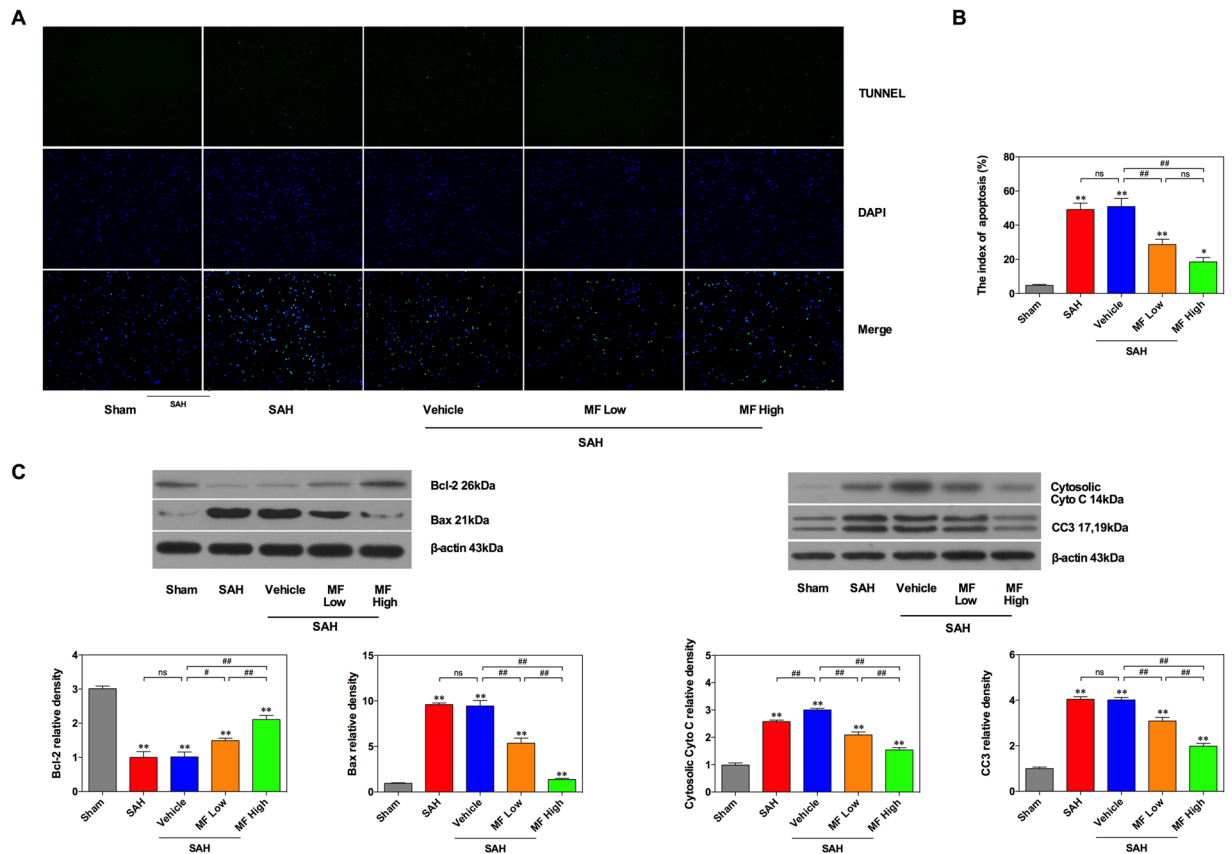 A
TUNNEL
DAPI
Merge
Sham
SAH
SAH
Vehicle
MF Low
MF High
SAH
B
The index of apoptosis (%)
80
60
40
20
0
ns
##
##
ns
**
**
**
*
Sham
SAH
Vehicle
MF Low
MF High
SAH
C
Bcl-2 26kDa
Bax 21kDa
β-actin 43kDa
Sham
SAH
Vehicle
MF
Low
MF
High
SAH
Cytosolic
Cyto C 14kDa
CC3 17,19kDa
β-actin 43kDa
Sham
SAH
Vehicle
MF
Low
MF
High
SAH
Bcl-2 relative density
4
3
2
1
0
ns
##
#
##
**
**
**
**
Sham
SAH
Vehicle
MF Low
MF High
SAH
Bax relative density
15
10
5
0
ns
##
##
##
**
**
**
**
Sham
SAH
Vehicle
MF Low
MF High
SAH
Cytosolic Cyto C relative density
5
4
3
2
1
0
##
##
##
##
**
**
**
**
Sham
SAH
Vehicle
MF Low
MF High
SAH
CC3 relative density
6
4
2
0
ns
##
##
##
**
**
**
**
Sham
SAH
Vehicle
MF Low
MF High
SAH